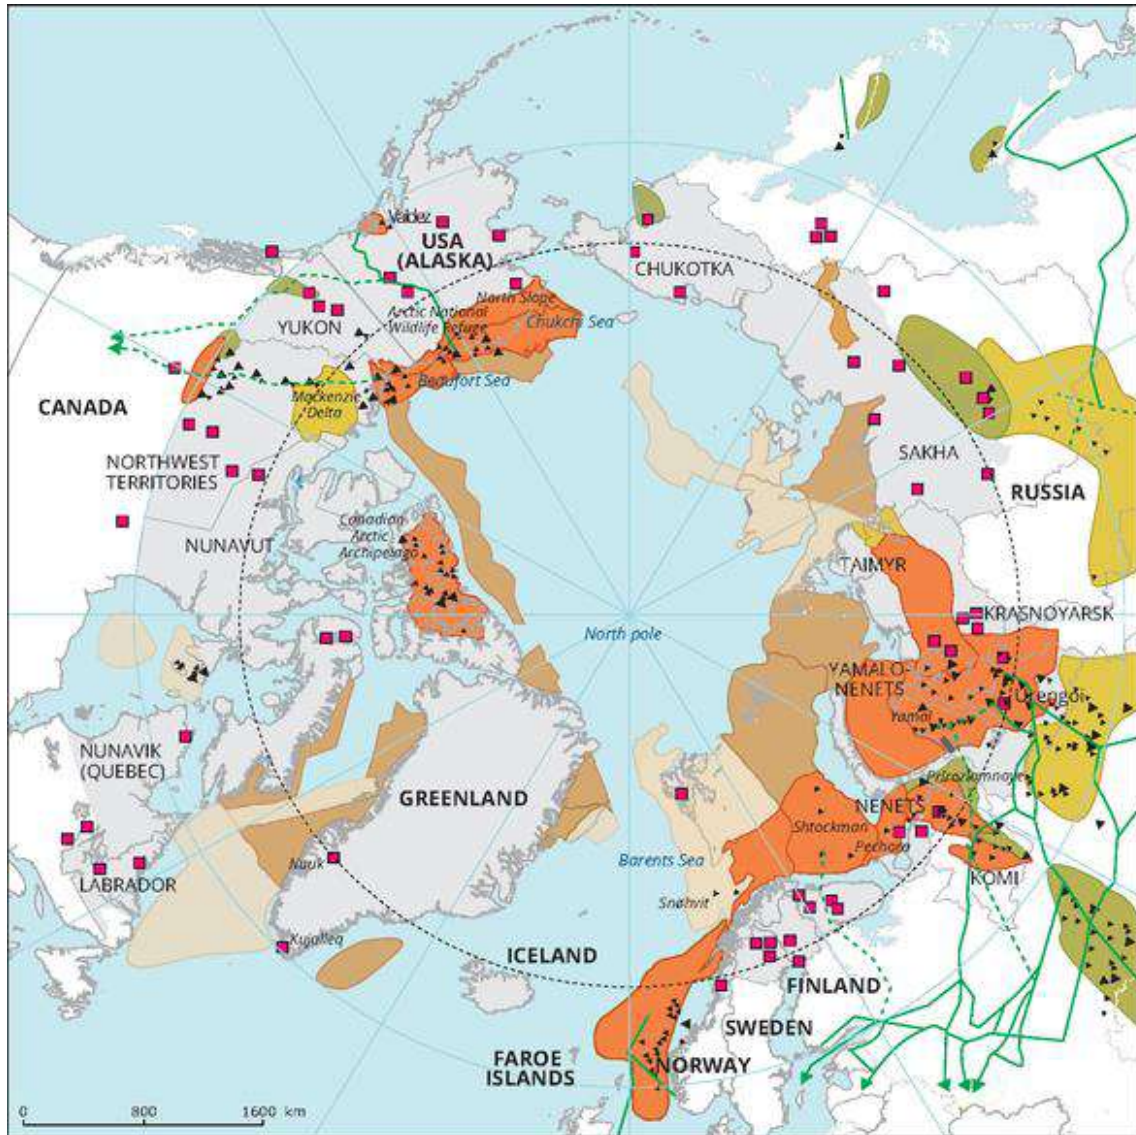 Valdez
USA
(ALASKA)
CHUKOTKA
North Slope
Arctic National
Wildlife Refuge
Chukchi Sea
YUKON
Beaufort Sea
Mackenzie
Delta
CANADA
NORTHWEST
TERRITORIES
SAKHA
RUSSIA
NUNAVUT
Canadian
Arctic
Archipelago
TAIMYR
KRASNOYARSK
North pole
YAMALO-
NENETS
Urengoi
Yamal
NUNAVIK
(QUEBEC)
Prirazlomnaye
GREENLAND
NENETS
Shtockman
Pechora
Barents Sea
Nuuk
KOMI
LABRADOR
Snøhvit
Kujalleq
ICELAND
FINLAND
SWEDEN
NORWAY
FAROE
ISLANDS
0 800 1600 km